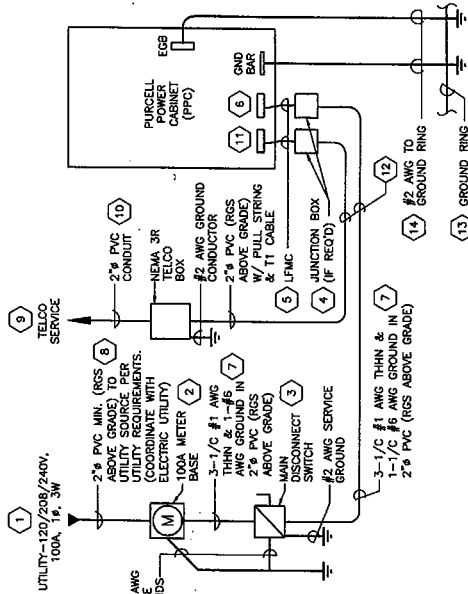 1
UTILITY-120/208/240V,
100A, 1ø, 3W
2"ø PVC MIN. (RGS
ABOVE GRADE) TO
UTILITY SOURCE PER
UTILITY REQUIREMENTS.
(COORDINATE WITH
ELECTRIC UTILITY)
8
100A METER
BASE
2
M
3-1/C #1 AWG
THHN & 1-#6
AWG GROUND IN
2"ø PVC (RGS
ABOVE GRADE)
7
MAIN
DISCONNECT
SWITCH
3
#2 AWG SERVICE
GROUND
AWG
3-1/C #1 AWG THHN &
1-1/C #6 AWG GROUND IN
2"ø PVC (RGS ABOVE GRADE)
7
9
TELCO
SERVICE
2"ø PVC
CONDUIT
10
NEMA 3R
TELCO
BOX
#2 AWG GROUND
CONDUCTOR
2"ø PVC (RGS
ABOVE GRADE)
W/ PULL STRING
& T1 CABLE
5
LFMC
4
JUNCTION BOX
(IF REQ'D)
12
PURCELL
POWER
CABINET
(PPC)
EGB
GND
BAR
11
6
14
#2 AWG TO
GROUND RING
13
GROUND RING